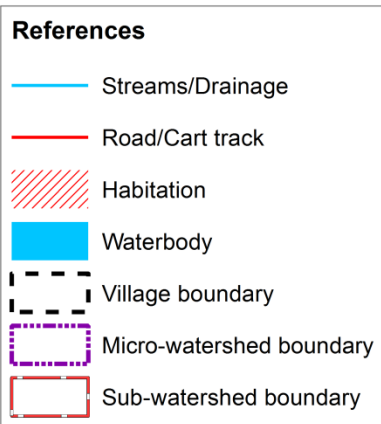 References
Streams/Drainage
Road/Cart track
Habitation
Waterbody
Village boundary
Micro-watershed boundary
Sub-watershed boundary